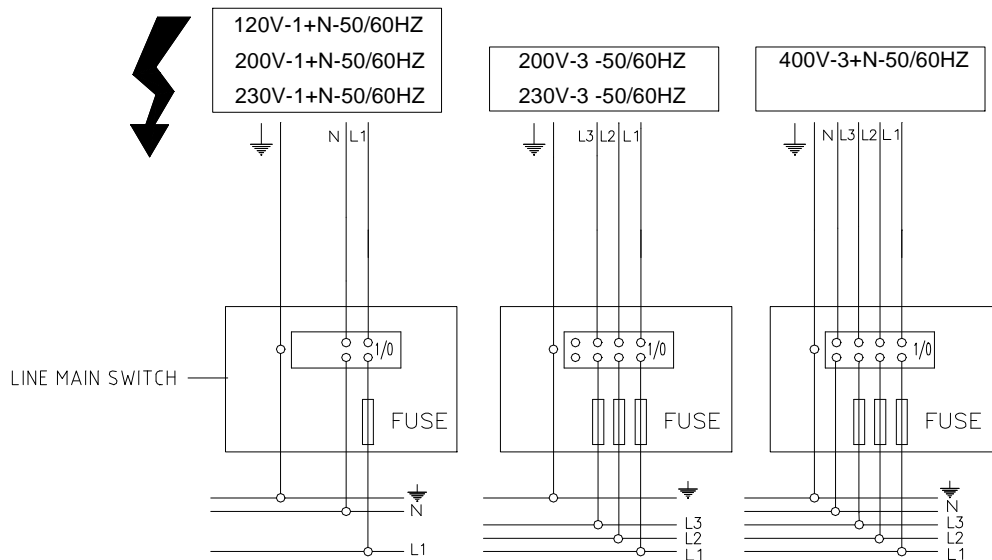 120V-1+N-50/60HZ
200V-1+N-50/60HZ
230V-1+N-50/60HZ
200V-3 -50/60HZ
230V-3 -50/60HZ
400V-3+N-50/60HZ
N L1
L3 L2 L1
N L3 L2 L1
1/0
1/0
1/0
LINE MAIN SWITCH
FUSE
FUSE
FUSE
N
L1
L3
L2
L1
N
L3
L2
L1